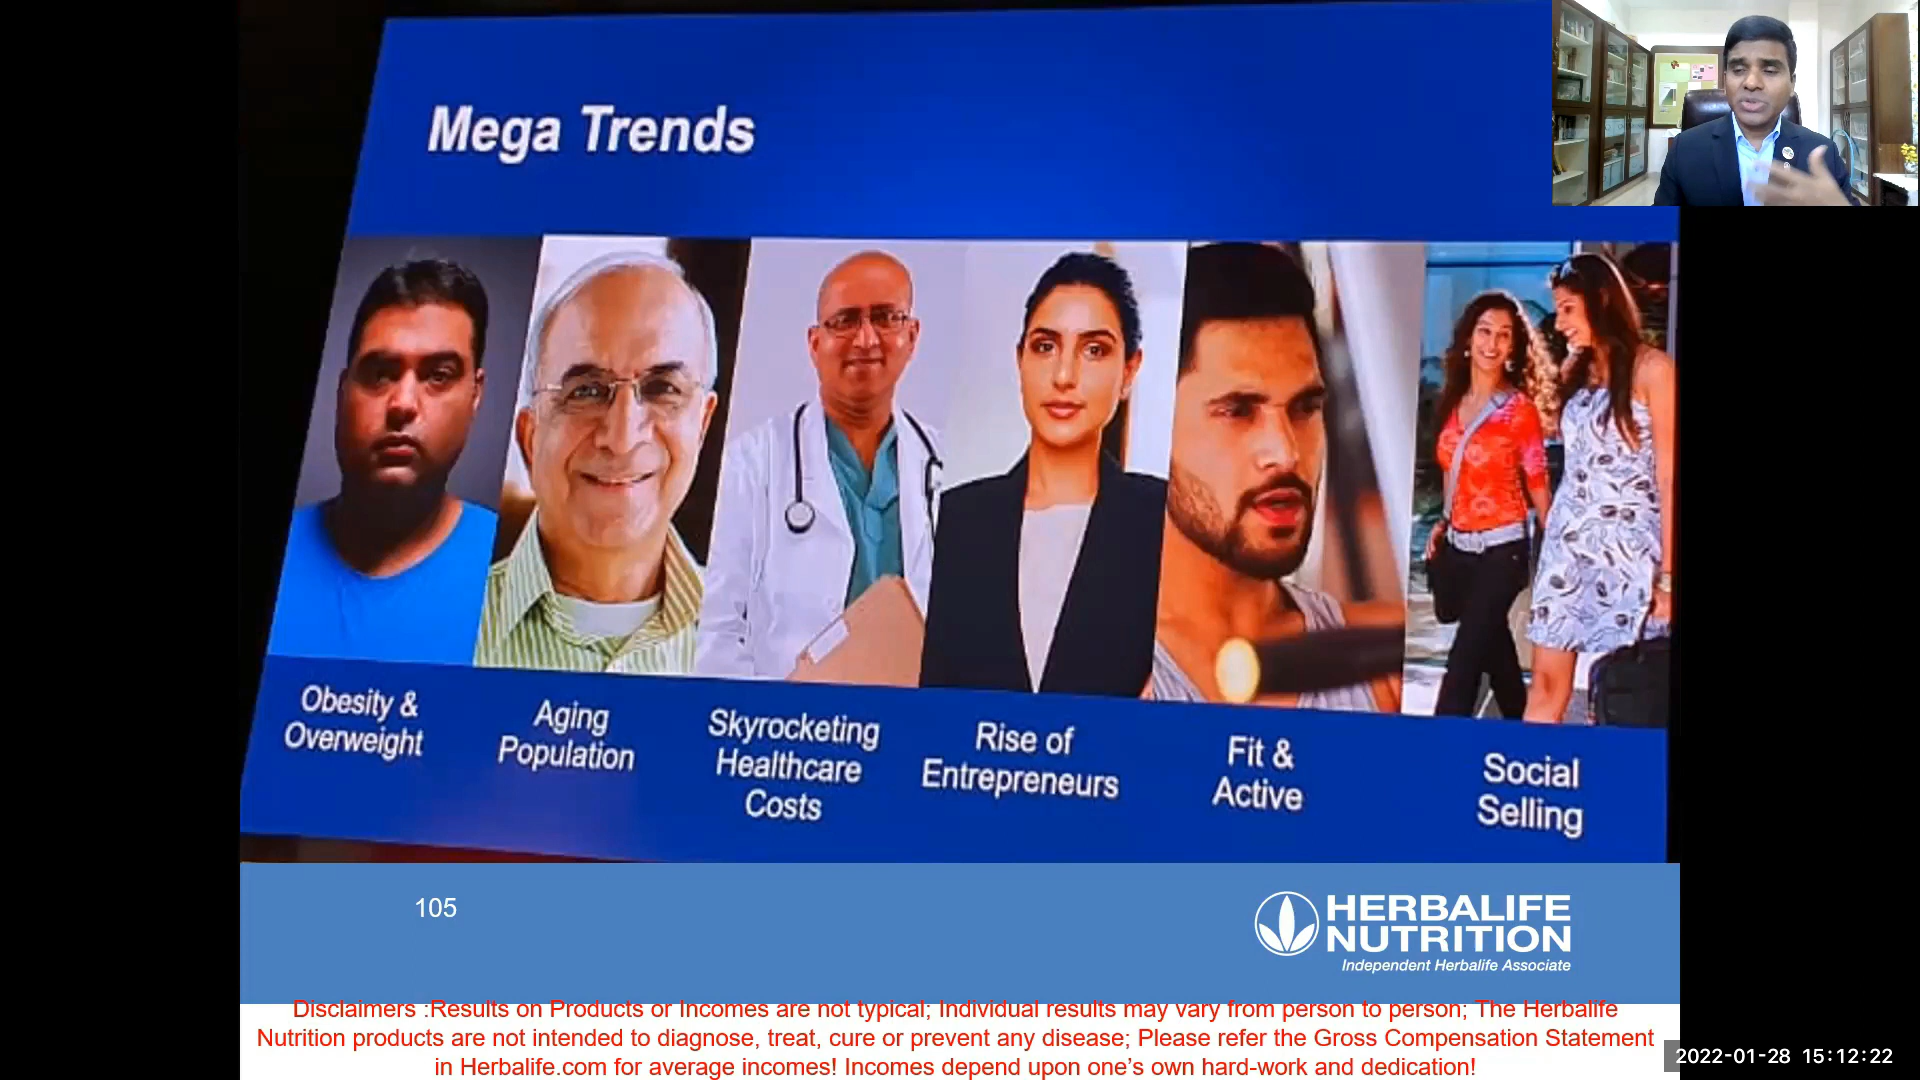 Mega Trends
Obesity &
Overweight
Aging
Population
Skyrocketing
Healthcare
Costs
Rise of
Entrepreneurs
Fit &
Active
Social
Selling
105
HERBALIFE
NUTRITION
Independent Herbalife Associate
Disclaimers :Results on Products or Incomes are not typical; Individual results may vary from person to person; The Herbalife
Nutrition products are not intended to diagnose, treat, cure or prevent any disease; Please refer the Gross Compensation Statement
in Herbalife.com for average incomes! Incomes depend upon one’s own hard-work and dedication!
2022-01-28 15:12:22